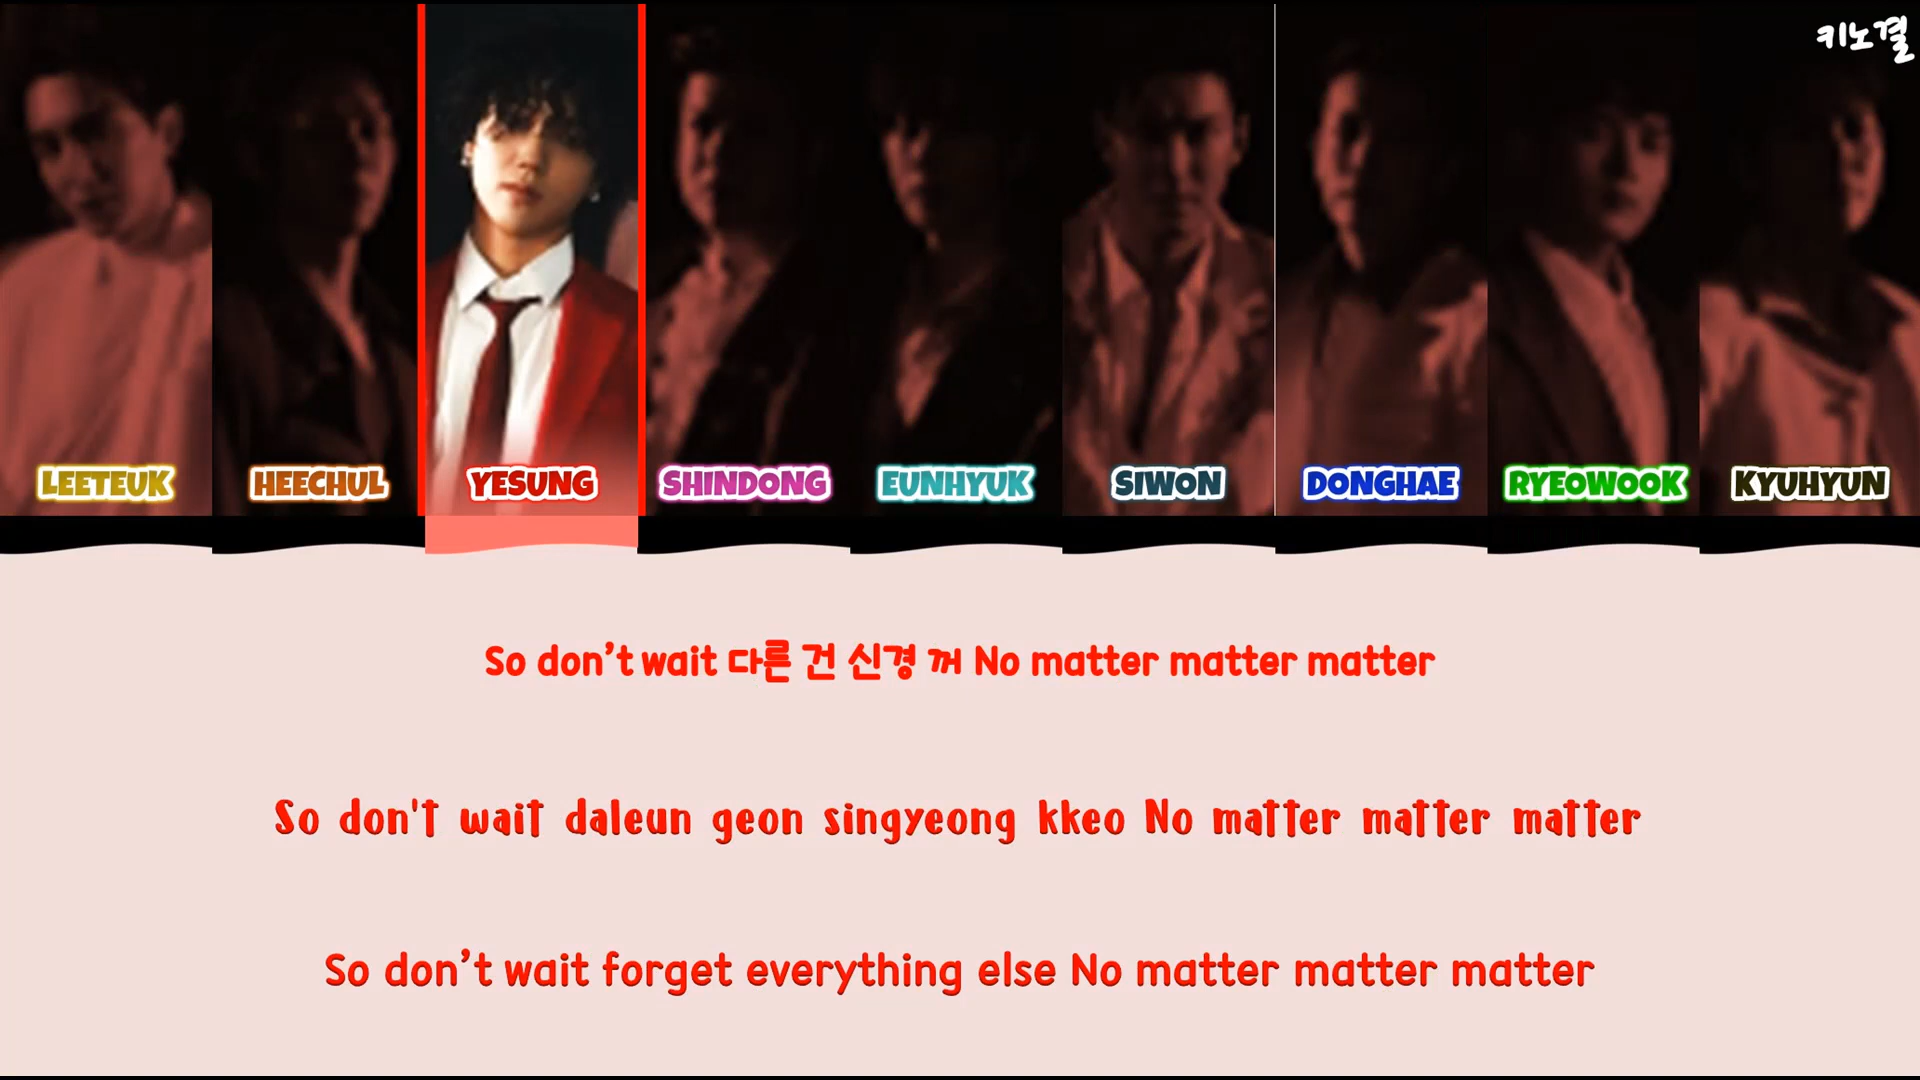 키노결
LEETEUK HEECHUL YESUNG SHINDONG EUNHYUK SIWON DONGHAE RYEOWOOK KYUHYUN
So don’t wait 다른 건 신경 꺼 No matter matter matter
So don't wait daleun geon singyeong kkeo No matter matter matter
So don’t wait forget everything else No matter matter matter